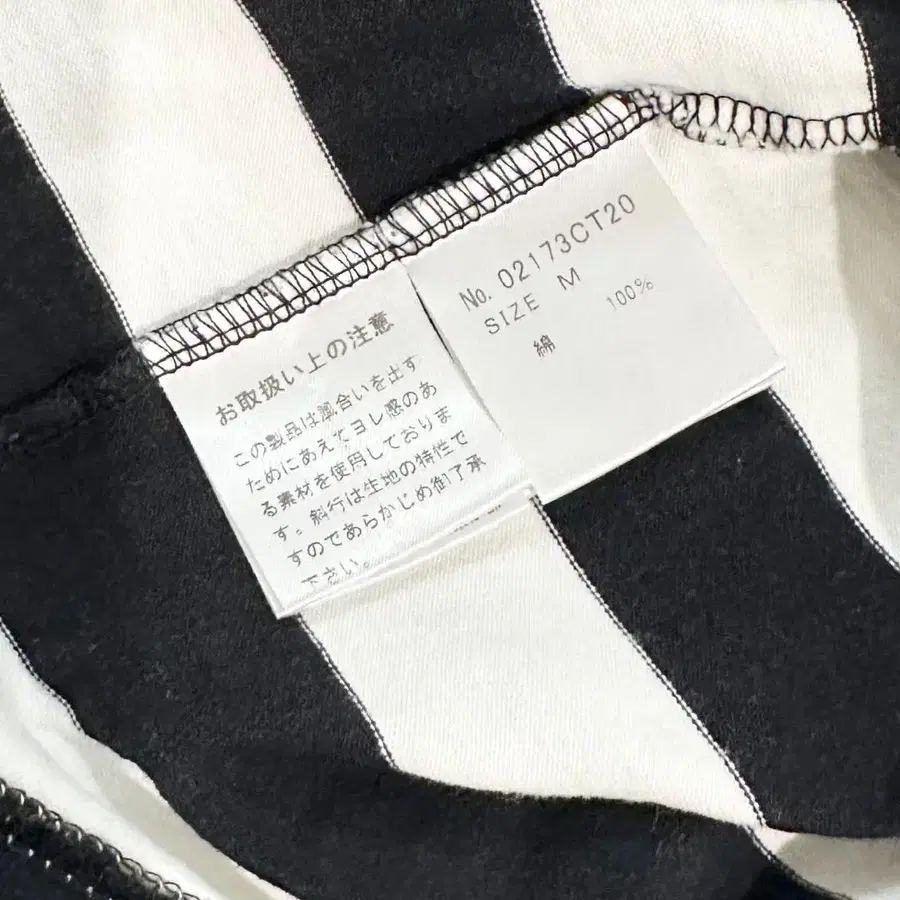 お取扱い上の注意
この製品は風合いを出す
ためにあえてヨレ感のあ
る素材を使用しておりま
す。斜行は生地の特性で
すのであらかじめ御了承
下さい。
No. 02173CT20
SIZE M
綿 100%